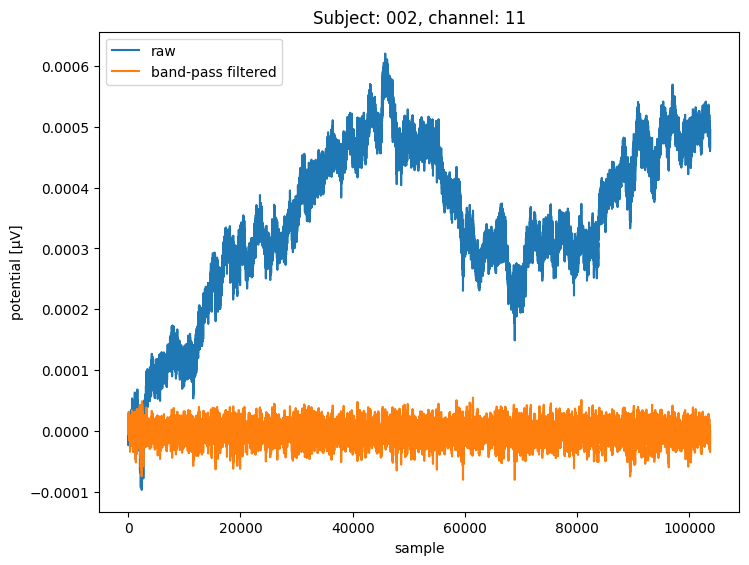 Subject: 002, channel: 11
raw
band-pass filtered
0.0006
0.0005
0.0004
0.0003
0.0002
0.0001
0.0000
−0.0001
potential [µV]
0
20000
40000
60000
80000
100000
sample